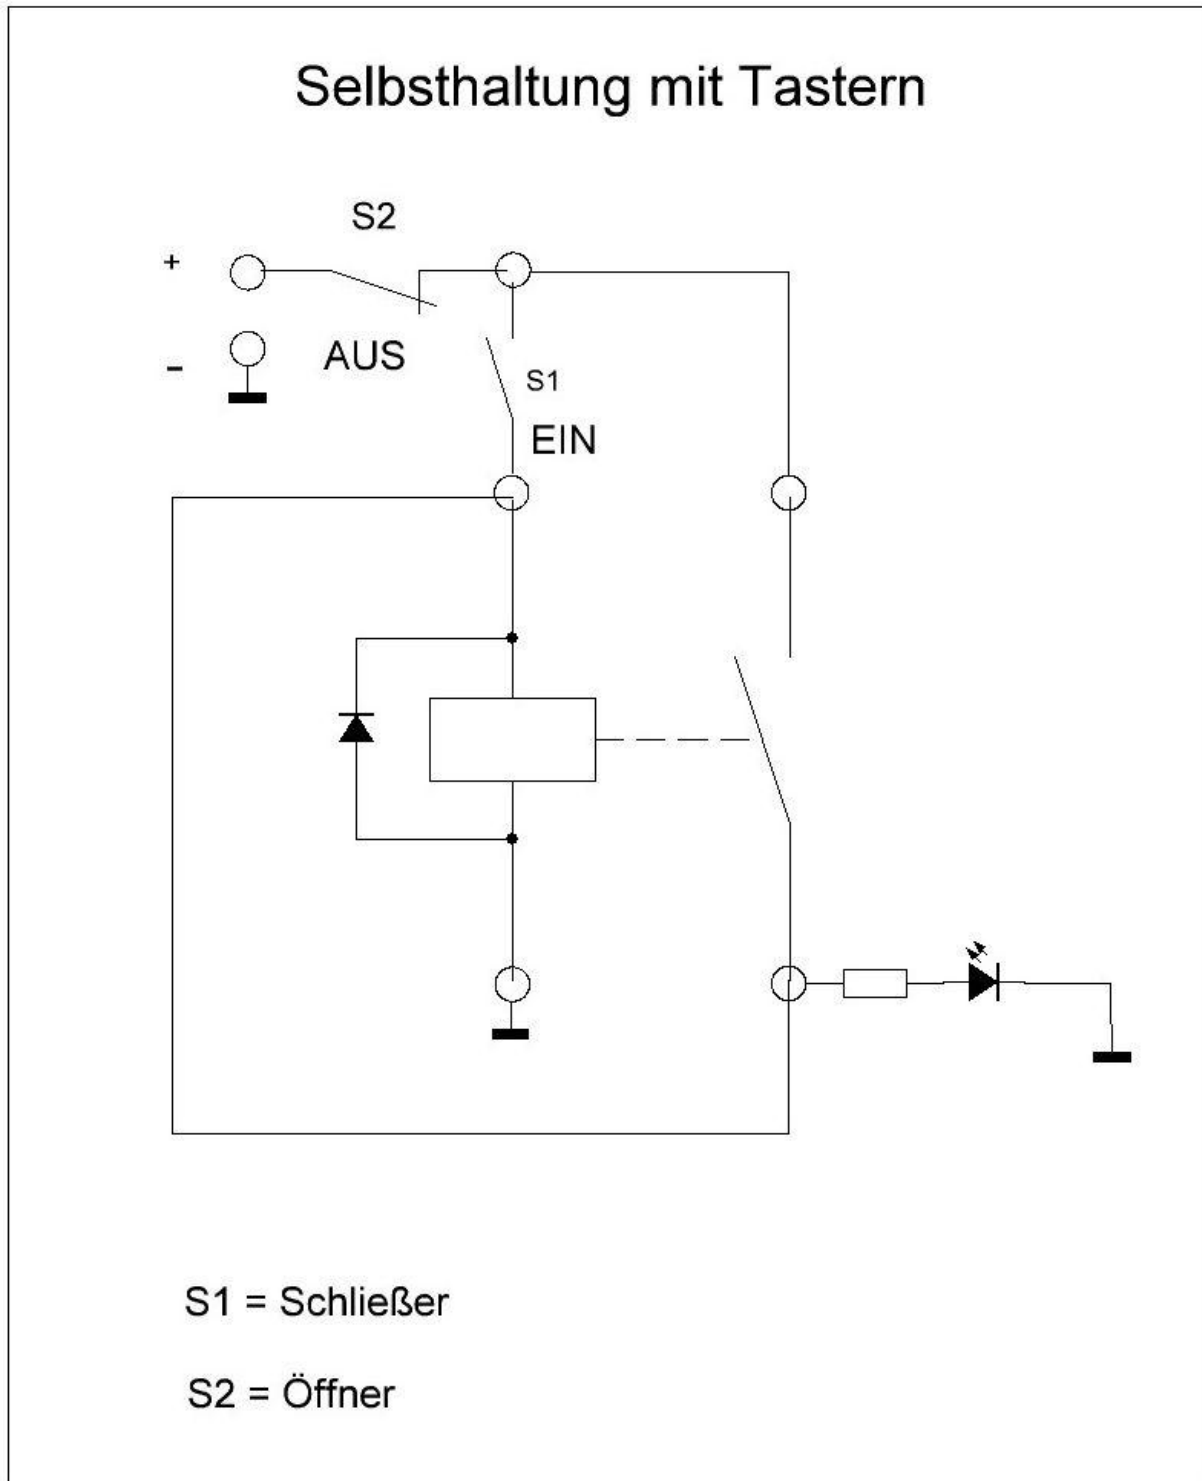 Selbsthaltung mit Tastern
S2
+
-
AUS
S1
EIN
S1 = Schließer
S2 = Öffner